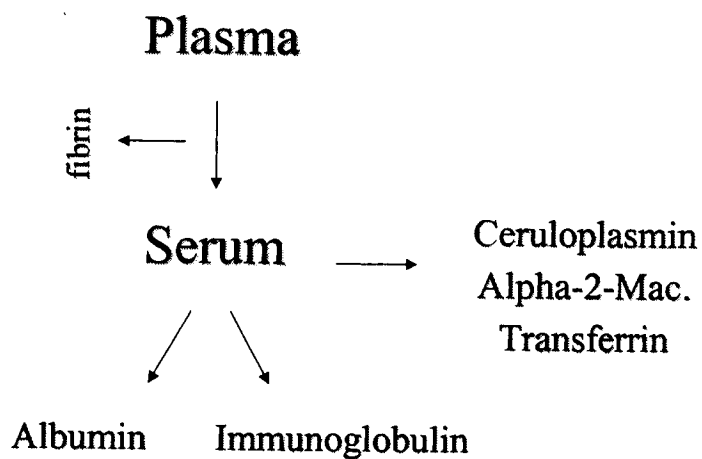 Plasma
fibrin
Serum
Ceruloplasmin
Alpha-2-Mac.
Transferrin
Albumin
Immunoglobulin